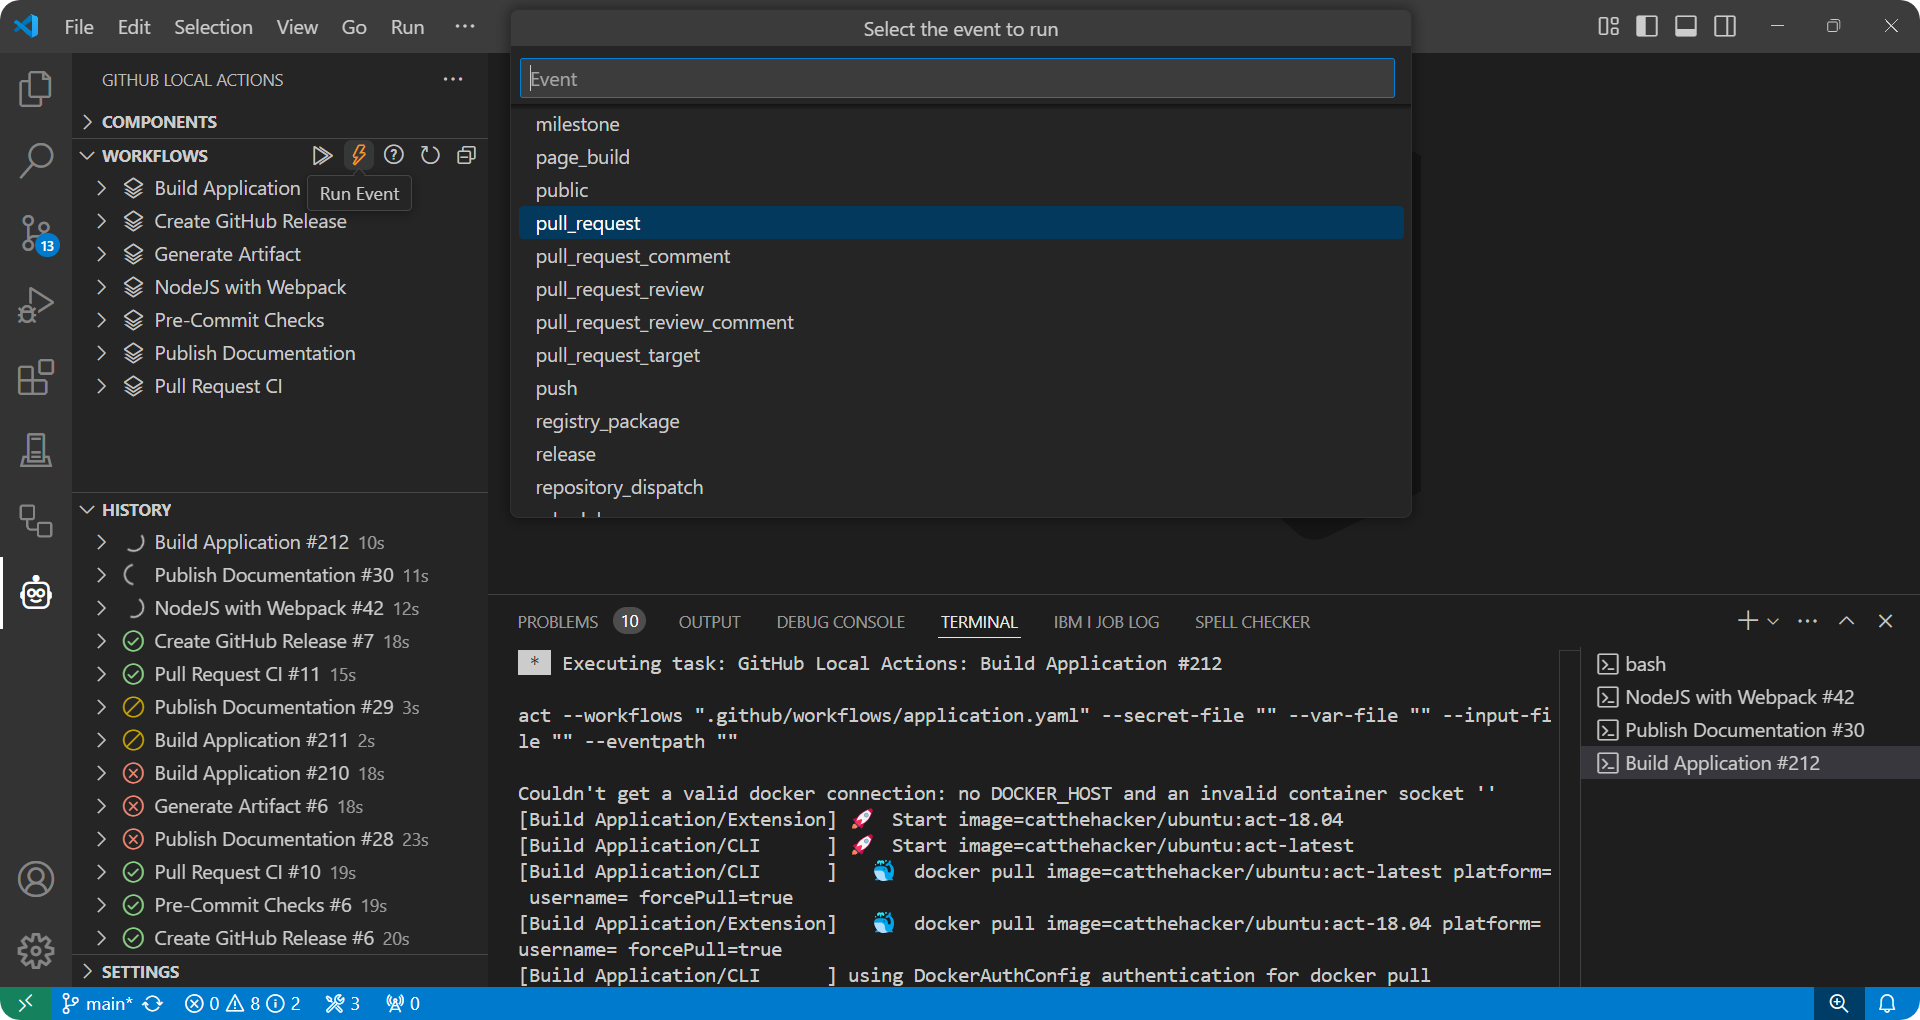 File Edit Selection View Go Run ···
Select the event to run
Event
milestone
page_build
public
pull_request
pull_request_comment
pull_request_review
pull_request_review_comment
pull_request_target
push
registry_package
release
repository_dispatch
GITHUB LOCAL ACTIONS ···
COMPONENTS
WORKFLOWS
Run Event
Build Application
Create GitHub Release
Generate Artifact
NodeJS with Webpack
Pre-Commit Checks
Publish Documentation
Pull Request CI
13
HISTORY
Build Application #212 10s
Publish Documentation #30 11s
NodeJS with Webpack #42 12s
Create GitHub Release #7 18s
Pull Request CI #11 15s
Publish Documentation #29 3s
Build Application #211 2s
Build Application #210 18s
Generate Artifact #6 18s
Publish Documentation #28 23s
Pull Request CI #10 19s
Pre-Commit Checks #6 19s
Create GitHub Release #6 20s
SETTINGS
PROBLEMS 10 OUTPUT DEBUG CONSOLE TERMINAL IBM I JOB LOG SPELL CHECKER
* Executing task: GitHub Local Actions: Build Application #212
act --workflows ".github/workflows/application.yaml" --secret-file "" --var-file "" --input-fi
le "" --eventpath ""
Couldn't get a valid docker connection: no DOCKER_HOST and an invalid container socket ''
[Build Application/Extension] 🚀 Start image=catthehacker/ubuntu:act-18.04
[Build Application/CLI ] 🚀 Start image=catthehacker/ubuntu:act-latest
[Build Application/CLI ] 🐳 docker pull image=catthehacker/ubuntu:act-latest platform=
username= forcePull=true
[Build Application/Extension] 🐳 docker pull image=catthehacker/ubuntu:act-18.04 platform=
username= forcePull=true
[Build Application/CLI ] using DockerAuthConfig authentication for docker pull
bash
NodeJS with Webpack #42
Publish Documentation #30
Build Application #212
main* 0 8 2 3 0